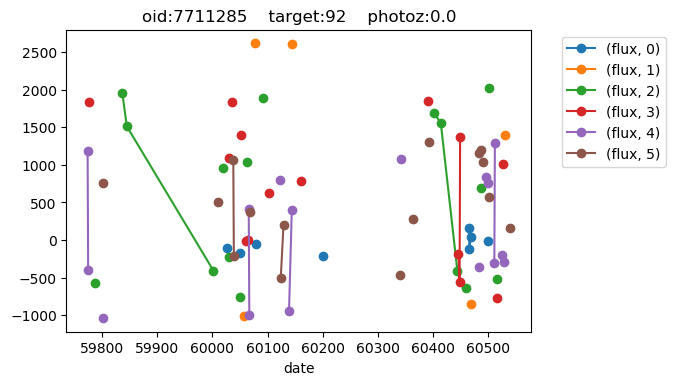 oid:7711285    target:92    photoz:0.0
2500
2000
1500
1000
500
0
−500
−1000
59800 59900 60000 60100 60200 60300 60400 60500
date
(flux, 0)
(flux, 1)
(flux, 2)
(flux, 3)
(flux, 4)
(flux, 5)